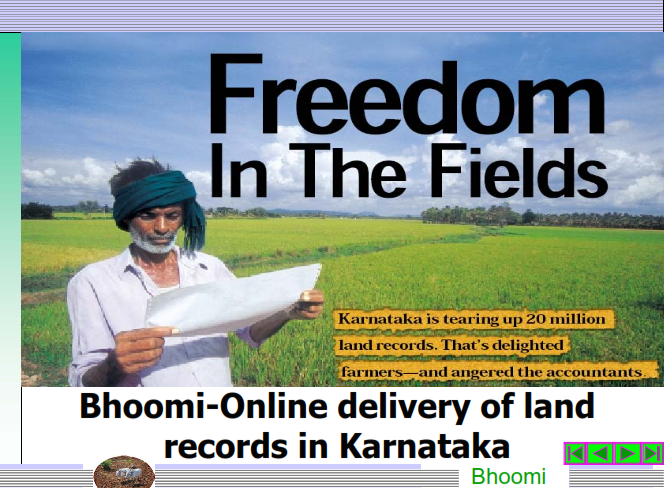 Freedom
In The Fields
Karnataka is tearing up 20 million
land records. That's delighted
farmers—and angered the accountants
Bhoomi-Online delivery of land
records in Karnataka
Bhoomi